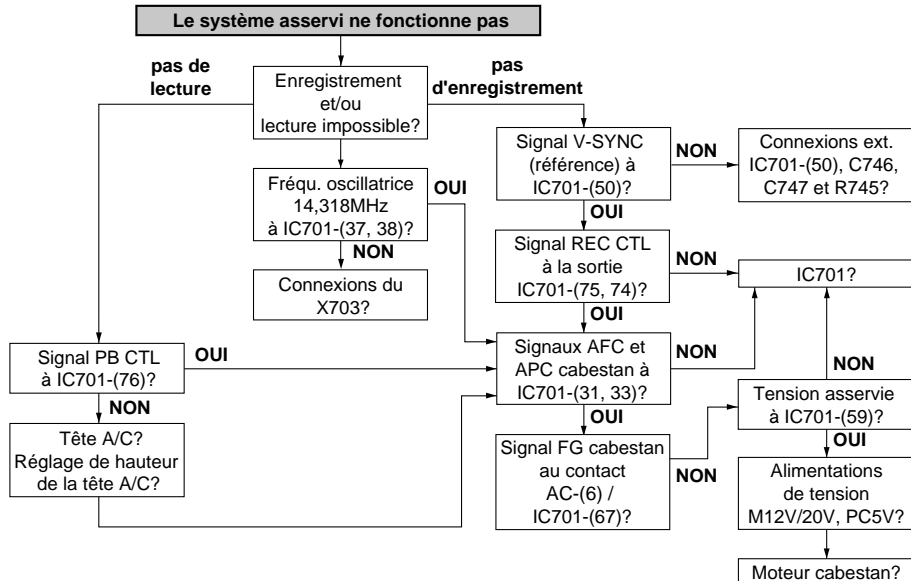 Le système asservi ne fonctionne pas
pas de
lecture
Enregistrement
et/ou
lecture impossible?
pas
d'enregistrement
Signal V-SYNC
(référence) à
IC701-(50)?
NON
Connexions ext.
IC701-(50), C746,
C747 et R745?
OUI
Fréqu. oscillatrice
14,318MHz
à IC701-(37, 38)?
OUI
NON
Connexions du
X703?
Signal REC CTL
à la sortie
IC701-(75, 74)?
NON
IC701?
OUI
Signal PB CTL
à IC701-(76)?
OUI
NON
Tête A/C?
Réglage de hauteur
de la tête A/C?
Signaux AFC et
APC cabestan à
IC701-(31, 33)?
NON
OUI
Signal FG cabestan
au contact
AC-(6) /
IC701-(67)?
NON
NON
Tension asservie
à IC701-(59)?
OUI
Alimentations
de tension
M12V/20V, PC5V?
Moteur cabestan?